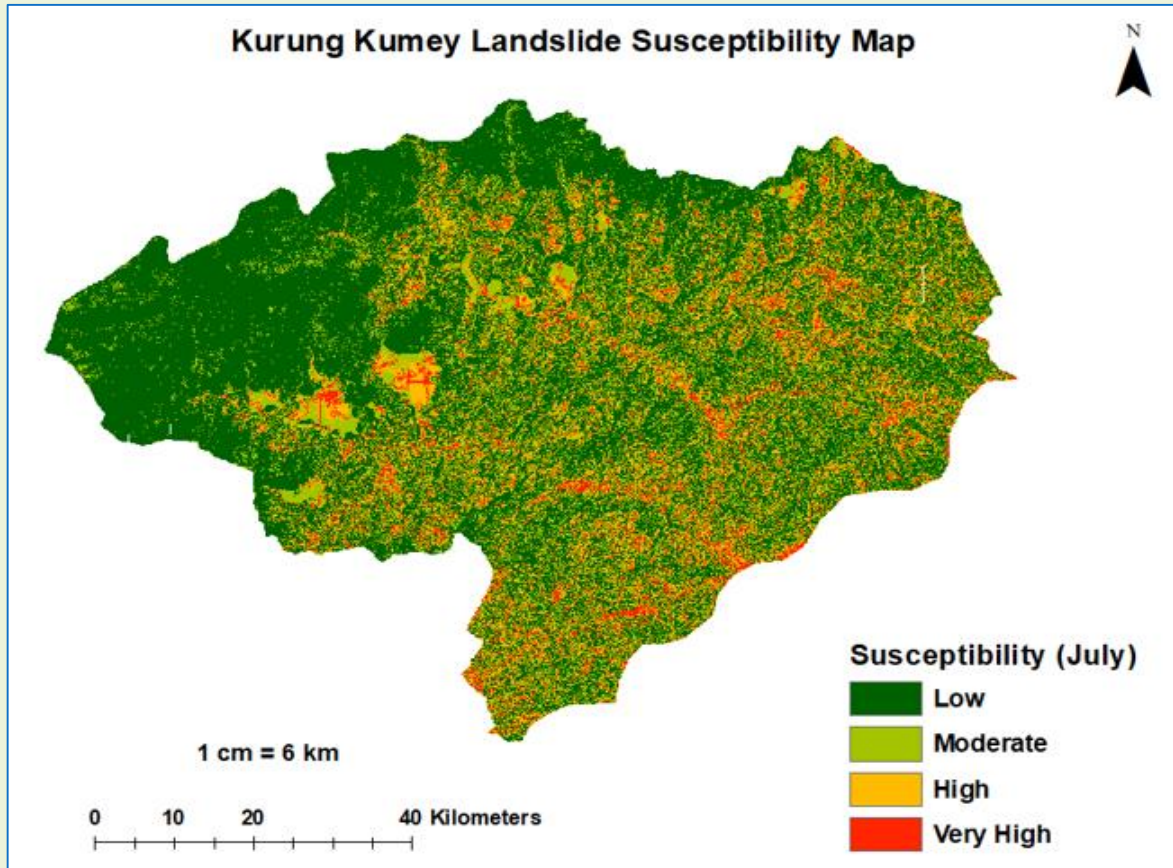 Kurung Kumey Landslide Susceptibility Map
N
Susceptibility (July)
Low
Moderate
High
Very High
1 cm = 6 km
0 10 20 40 Kilometers